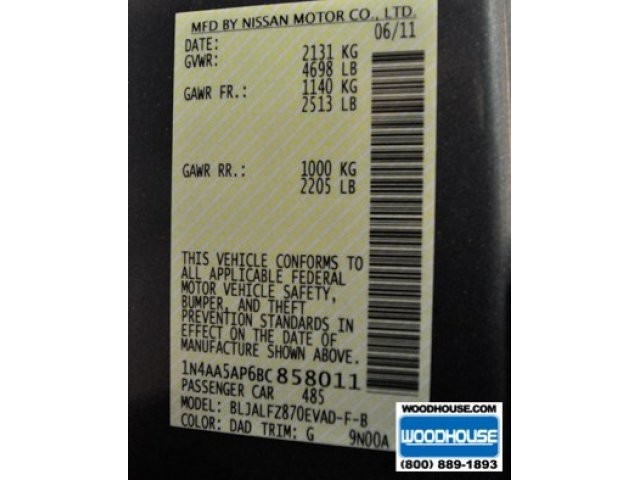 MFD BY NISSAN MOTOR CO., LTD.
DATE: 06/11
GVWR: 2131 KG
4698 LB
GAWR FR.: 1140 KG
2513 LB
GAWR RR.: 1000 KG
2205 LB
THIS VEHICLE CONFORMS TO
ALL APPLICABLE FEDERAL
MOTOR VEHICLE SAFETY,
BUMPER, AND THEFT
PREVENTION STANDARDS IN
EFFECT ON THE DATE OF
MANUFACTURE SHOWN ABOVE.
1N4AA5AP6BC858011
PASSENGER CAR 485
MODEL: BLJALFZ870EVAD-F-B
COLOR: DAD TRIM: G 9N00A
WOODHOUSE.COM
WOODHOUSE
(800) 889-1893